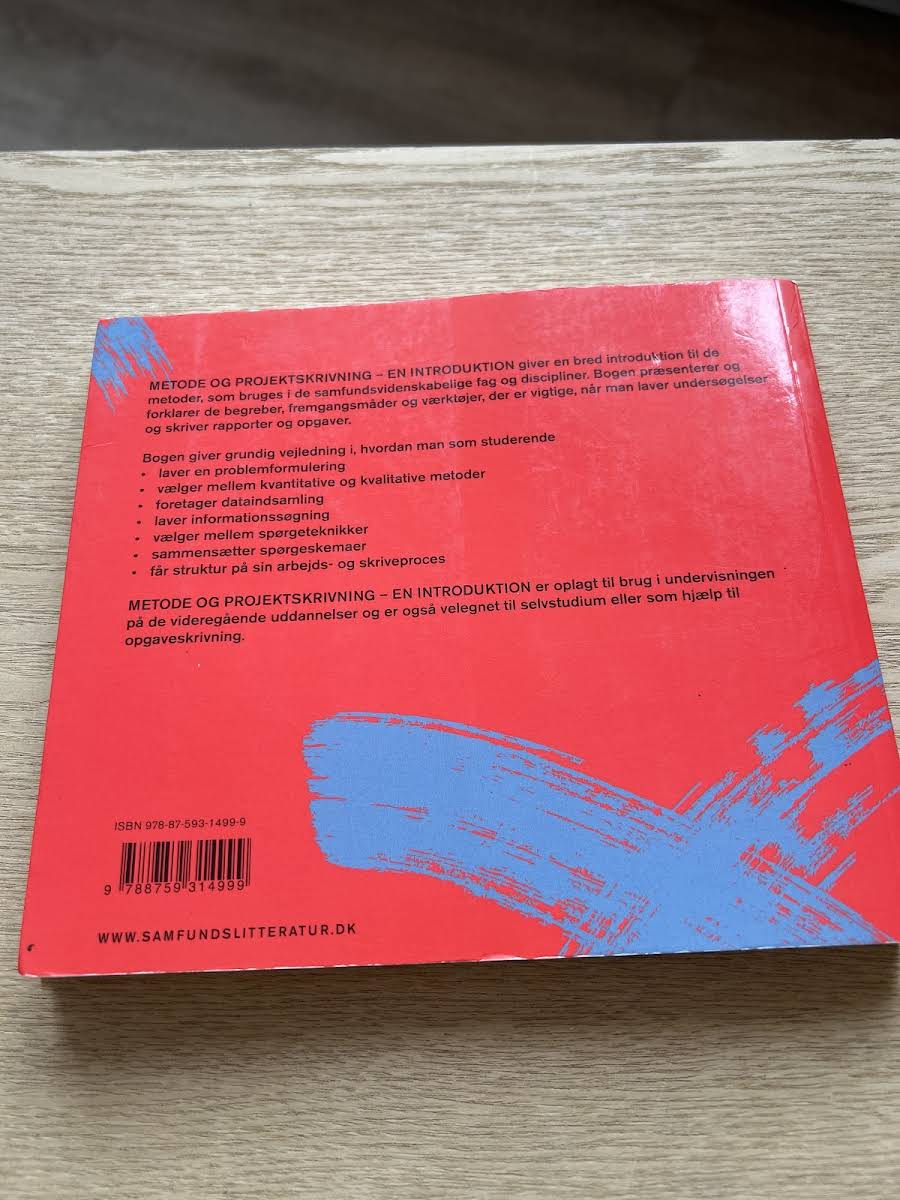 METODE OG PROJEKTSKRIVNING – EN INTRODUKTION giver en bred introduktion til de
metoder, som bruges i de samfundsvidenskabelige fag og discipliner. Bogen præsenterer og
forklarer de begreber, fremgangsmåder og værktøjer, der er vigtige, når man laver undersøgelser
og skriver rapporter og opgaver.
Bogen giver grundig vejledning i, hvordan man som studerende
• laver en problemformulering
• vælger mellem kvantitative og kvalitative metoder
• foretager dataindsamling
• laver informationssøgning
• vælger mellem spørgeteknikker
• sammensætter spørgeskemaer
• får struktur på sin arbejds- og skriveproces
METODE OG PROJEKTSKRIVNING – EN INTRODUKTION er oplagt til brug i undervisningen
på de videregående uddannelser og er også velegnet til selvstudium eller som hjælp til
opgaveskrivning.
ISBN 978-87-593-1499-9
9 788759 314999
WWW.SAMFUNDSLITTERATUR.DK